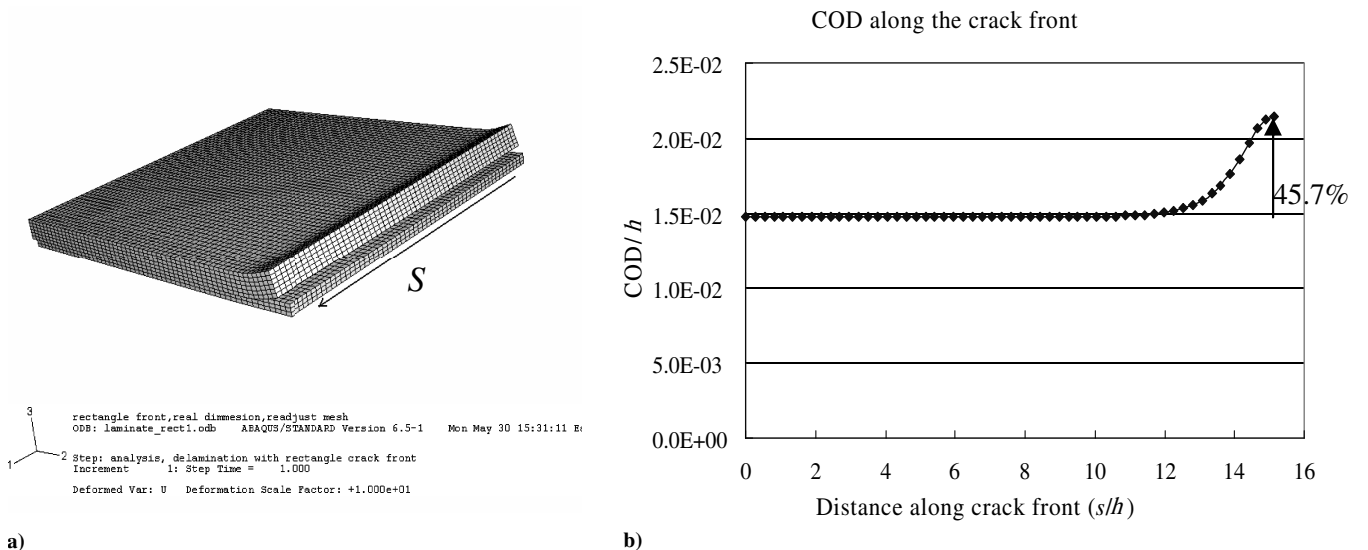 S
3
1
2
rectangle front,real dimmesion,readjust mesh
ODB: laminate_rect1.odb ABAQUS/STANDARD Version 6.5-1 Mon May 30 15:31:11
Step: analysis, delamination with rectangle crack front
Increment 1: Step Time = 1.000
Deformed Var: U Deformation Scale Factor: +1.000e+01
a)
COD along the crack front
2.5E-02
2.0E-02
1.5E-02
1.0E-02
5.0E-03
0.0E+00
COD/h
45.7%
0 2 4 6 8 10 12 14 16
Distance along crack front (s/h)
b)